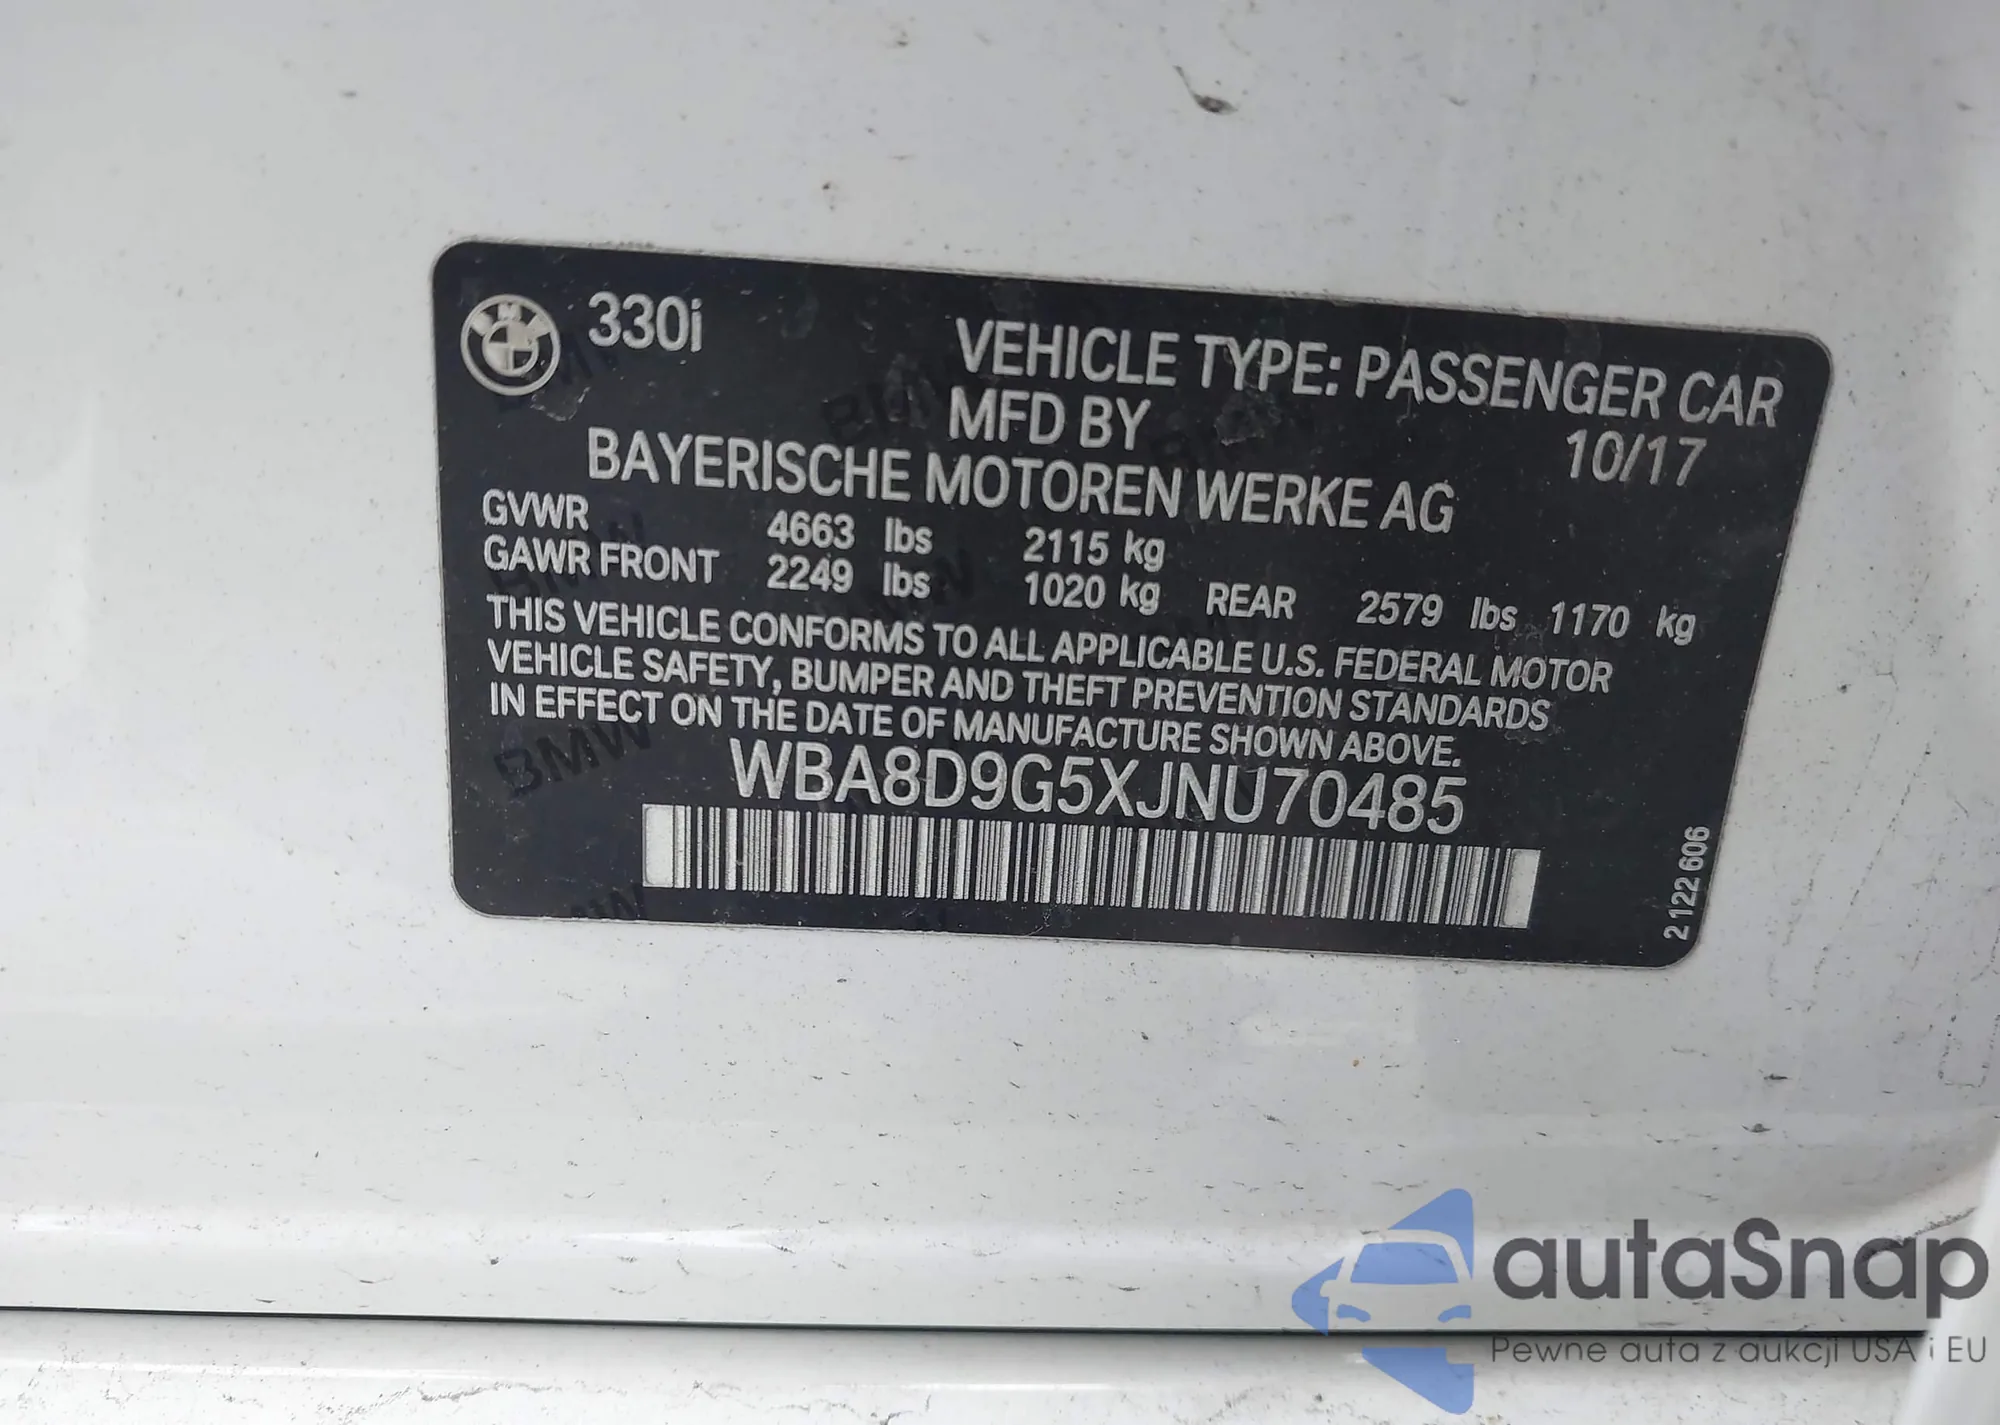 BMW 330i
VEHICLE TYPE: PASSENGER CAR
MFD BY 10/17
BAYERISCHE MOTOREN WERKE AG
GVWR 4663 lbs 2115 kg
GAWR FRONT 2249 lbs 1020 kg REAR 2579 lbs 1170 kg
THIS VEHICLE CONFORMS TO ALL APPLICABLE U.S. FEDERAL MOTOR
VEHICLE SAFETY, BUMPER AND THEFT PREVENTION STANDARDS
IN EFFECT ON THE DATE OF MANUFACTURE SHOWN ABOVE.
WBA8D9G5XJNU70485
2122606
autaSnap
Pewne auta z aukcji USA i EU